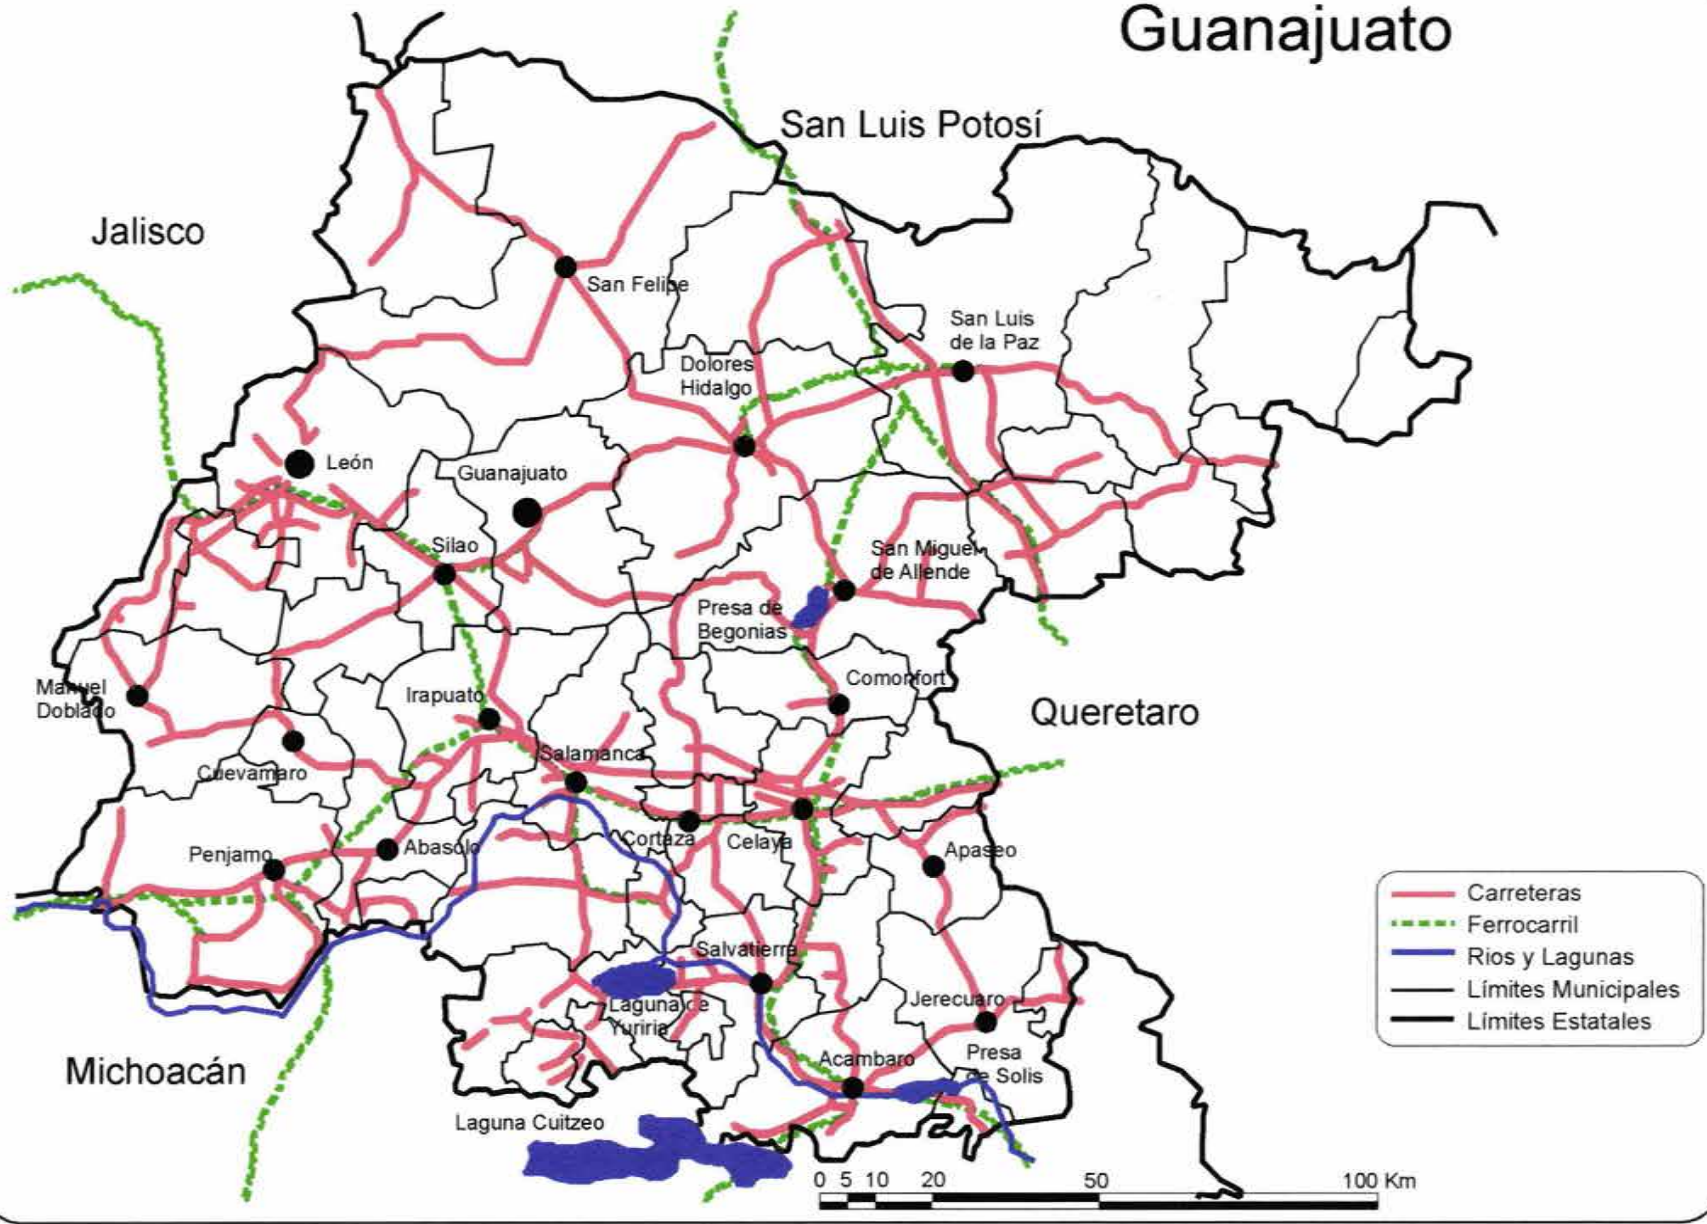 Guanajuato
San Luis Potosí
Jalisco
San Felipe
San Luis
de la Paz
Dolores
Hidalgo
León
Guanajuato
Silao
San Miguel
de Allende
Presa de
Begonias
Manuel
Doblado
Irapuato
Comonfort
Queretaro
Cuevamaro
Salamanca
Penjamo
Abasolo
Cortaza
Celaya
Apaseo
Carreteras
Ferrocarril
Rios y Lagunas
Límites Municipales
Límites Estatales
Salvatierra
Laguna de
Yuriria
Jerecuaro
Michoacán
Acambaro
Presa
de Solis
Laguna Cuitzeo
0 5 10 20 50 100 Km